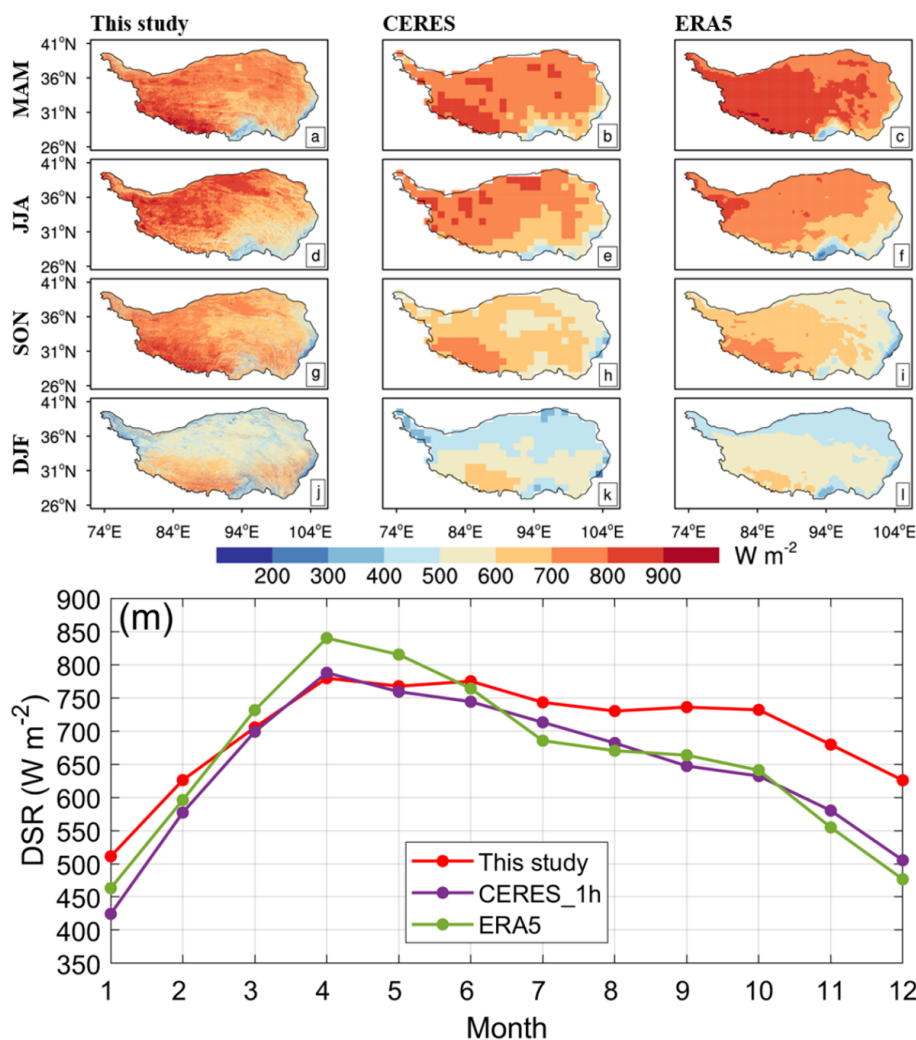 This study CERES ERA5
41°N
36°N
31°N
26°N
MAM
a b c
41°N
36°N
31°N
26°N
JJA
d e f
41°N
36°N
31°N
26°N
SON
g h i
41°N
36°N
31°N
26°N
DJF
j k l
74°E 84°E 94°E 104°E 74°E 84°E 94°E 104°E 74°E 84°E 94°E 104°E
200 300 400 500 600 700 800 900 W m-2
(m)
900
850
800
750
700
650
600
550
500
450
400
350
DSR (W m-2)
This study
CERES_1h
ERA5
1 2 3 4 5 6 7 8 9 10 11 12
Month